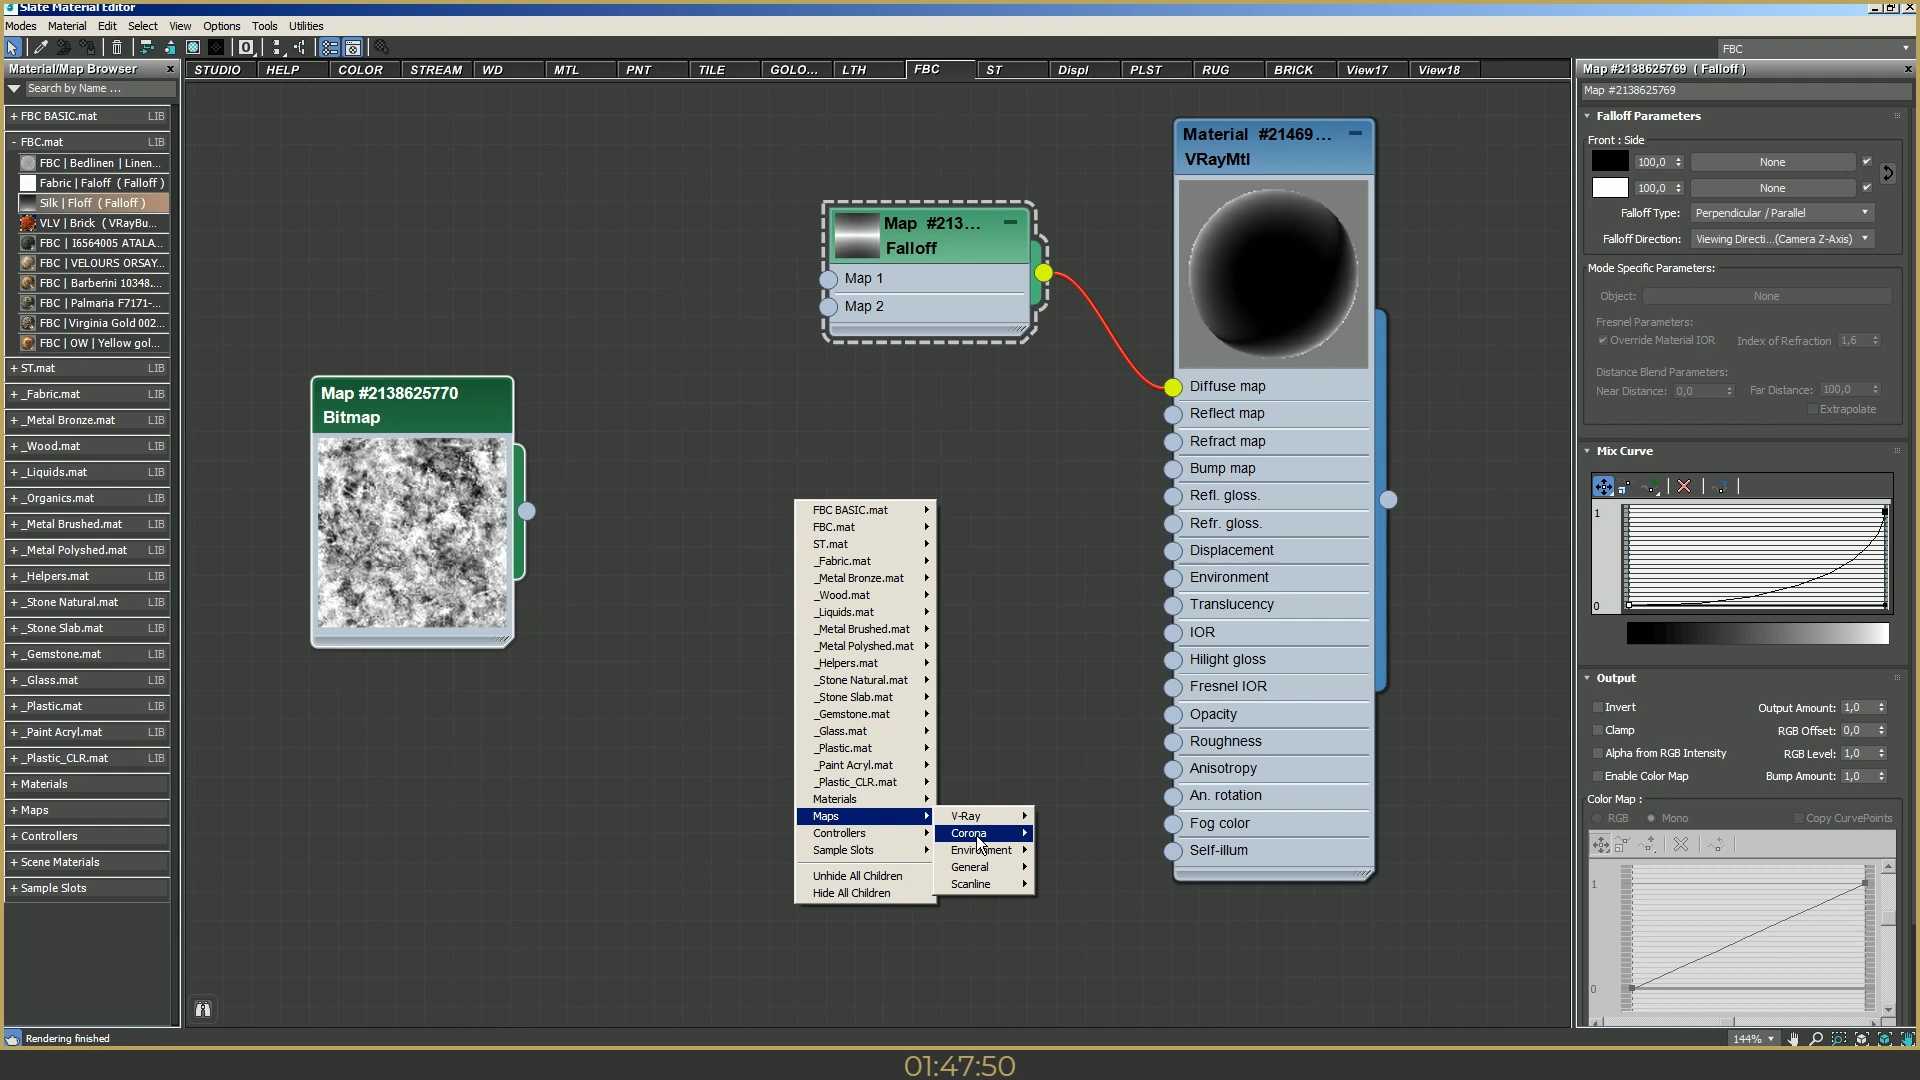 Slate Material Editor
Modes Material Edit Select View Options Tools Utilities
FBC
Material/Map Browser
Search by Name ...
+ FBC BASIC.mat LIB
- FBC.mat LIB
FBC | Bedlinen | Linen...
Fabric | Faloff ( Falloff )
Silk | Floff ( Falloff )
VLV | Brick ( VRayBu...
FBC | I6564005 ATALA...
FBC | VELOURS ORSAY...
FBC | Barberini 10348...
FBC | Palmaria F7171-...
FBC | Virginia Gold 002...
FBC | OW | Yellow gol...
+ ST.mat LIB
+ _Fabric.mat LIB
+ _Metal Bronze.mat LIB
+ _Wood.mat LIB
+ _Liquids.mat LIB
+ _Organics.mat LIB
+ _Metal Brushed.mat LIB
+ _Metal Polyshed.mat LIB
+ _Helpers.mat LIB
+ _Stone Natural.mat LIB
+ _Stone Slab.mat LIB
+ _Gemstone.mat LIB
+ _Glass.mat LIB
+ _Plastic.mat LIB
+ _Paint Acryl.mat LIB
+ _Plastic_CLR.mat LIB
+ Materials
+ Maps
+ Controllers
+ Scene Materials
+ Sample Slots
STUDIO HELP COLOR STREAM WD MTL PNT TILE GOLO... LTH FBC ST Displ PLST RUG BRICK View17 View18
Map #2138625770
Bitmap
Map #213...
Falloff
Map 1
Map 2
Material #21469...
VRayMtl
Diffuse map
Reflect map
Refract map
Bump map
Refl. gloss.
Refr. gloss.
Displacement
Environment
Translucency
IOR
Hilight gloss
Fresnel IOR
Opacity
Roughness
Anisotropy
An. rotation
Fog color
Self-illum
FBC BASIC.mat
FBC.mat
ST.mat
_Fabric.mat
_Metal Bronze.mat
_Wood.mat
_Liquids.mat
_Metal Brushed.mat
_Metal Polyshed.mat
_Helpers.mat
_Stone Natural.mat
_Stone Slab.mat
_Gemstone.mat
_Glass.mat
_Plastic.mat
_Paint Acryl.mat
_Plastic_CLR.mat
Materials
Maps
Controllers
Sample Slots
Unhide All Children
Hide All Children
V-Ray
Corona
Environment
General
Scanline
Map #2138625769 ( Falloff )
Map #2138625769
Falloff Parameters
Front : Side
100,0 None
100,0 None
Falloff Type: Perpendicular / Parallel
Falloff Direction: Viewing Directi...(Camera Z-Axis)
Mode Specific Parameters:
Object: None
Fresnel Parameters:
Override Material IOR Index of Refraction 1,6
Distance Blend Parameters:
Near Distance: 0,0 Far Distance: 100,0
Extrapolate
Mix Curve
1
0
Output
Invert Output Amount: 1,0
Clamp RGB Offset: 0,0
Alpha from RGB Intensity RGB Level: 1,0
Enable Color Map Bump Amount: 1,0
Color Map :
RGB Mono Copy CurvePoints
1
0
Rendering finished
144%
01:47:50